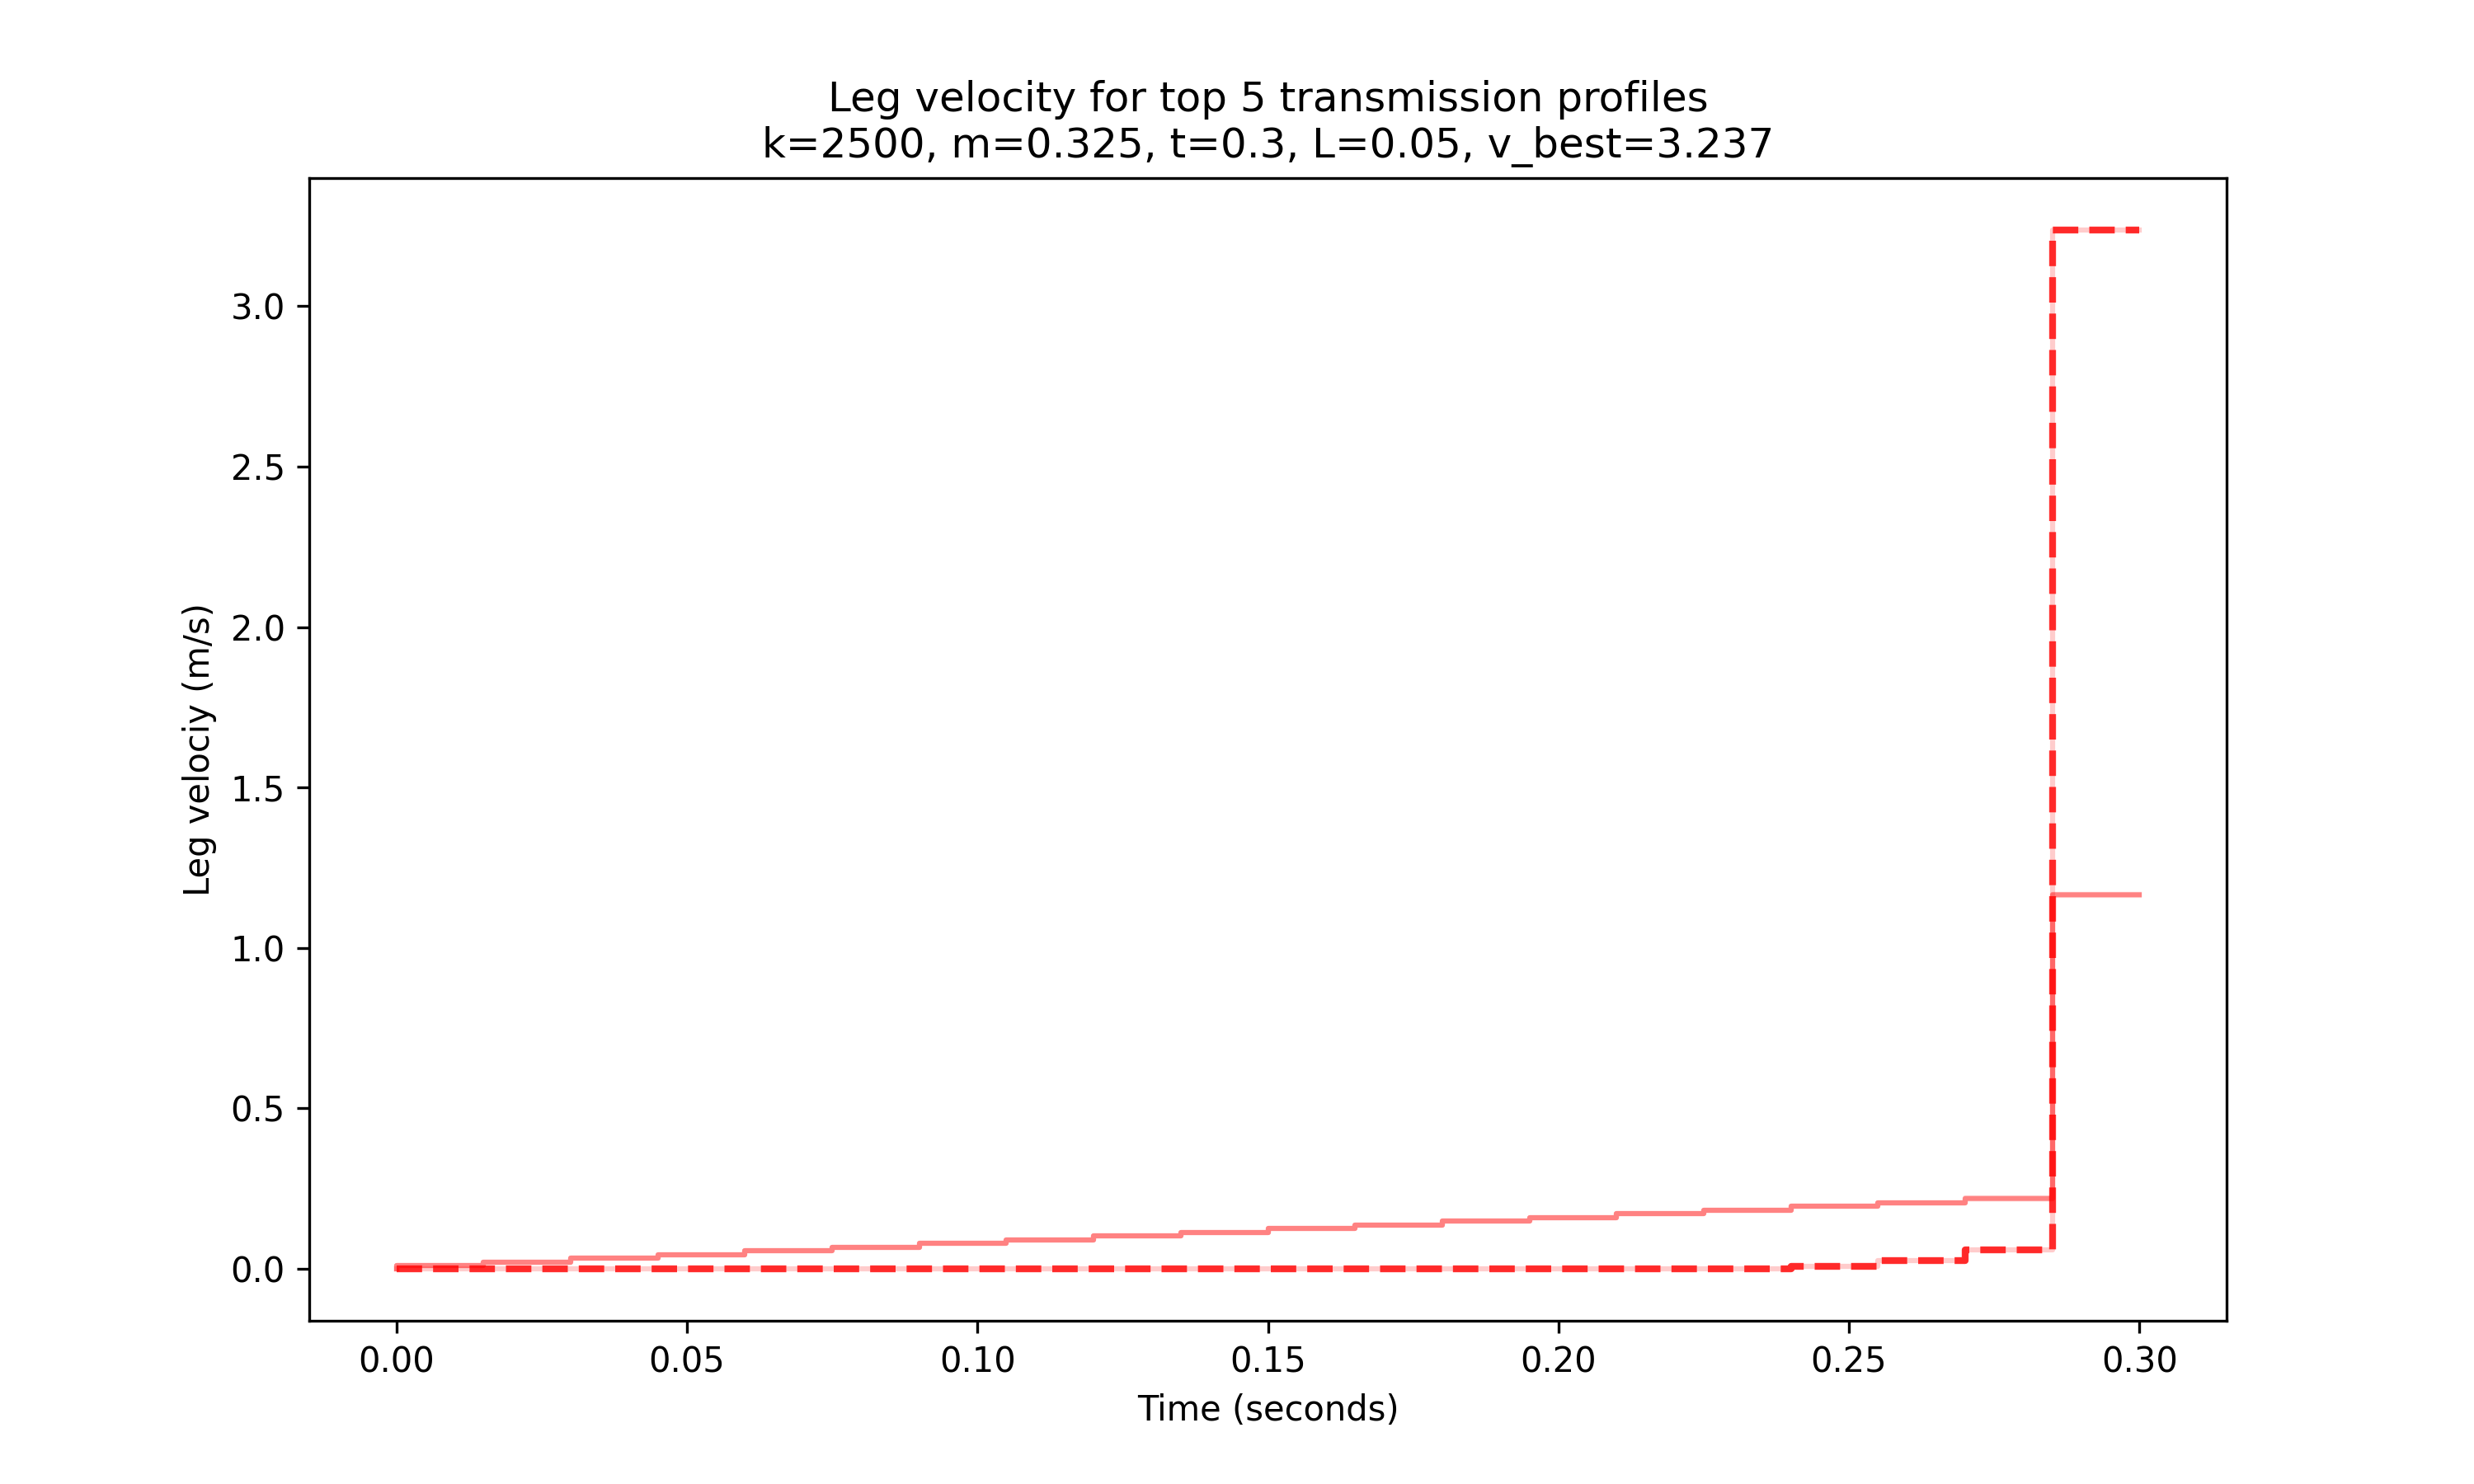 Leg velocity for top 5 transmission profiles
k=2500, m=0.325, t=0.3, L=0.05, v_best=3.237
Leg velociy (m/s)
3.0
2.5
2.0
1.5
1.0
0.5
0.0
0.00 0.05 0.10 0.15 0.20 0.25 0.30
Time (seconds)